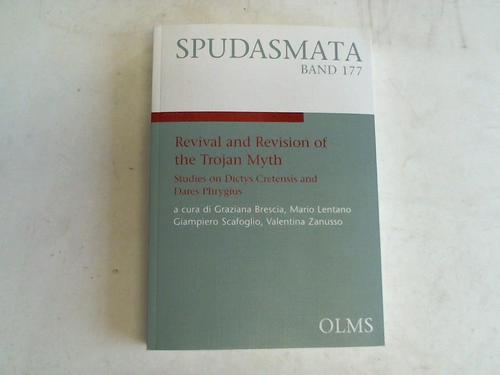 SPUDASMATA
BAND 177
Revival and Revision of
the Trojan Myth
Studies on Dictys Cretensis and
Dares Phrygius
a cura di Graziana Brescia, Mario Lentano
Giampiero Scafoglio, Valentina Zanusso
OLMS